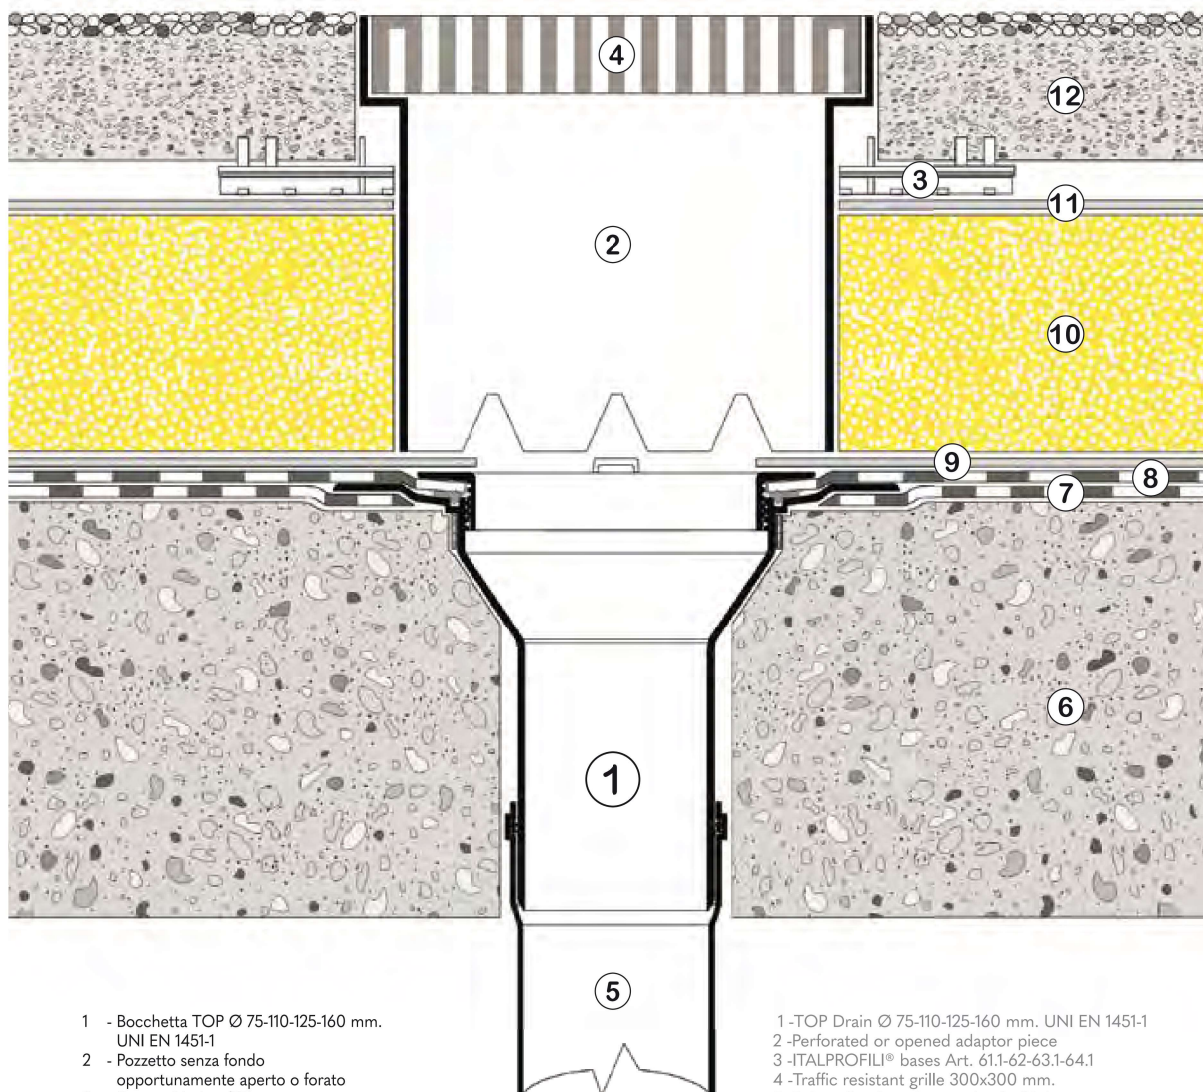 4
12
3
11
2
10
9
8
7
6
1
5
1 - Bocchetta TOP Ø 75-110-125-160 mm.
UNI EN 1451-1
2 - Pozzetto senza fondo
opportunamente aperto o forato
1 -TOP Drain Ø 75-110-125-160 mm. UNI EN 1451-1
2 -Perforated or opened adaptor piece
3 -ITALPROFILI® bases Art. 61.1-62-63.1-64.1
4 -Traffic resistant grille 300x300 mm.